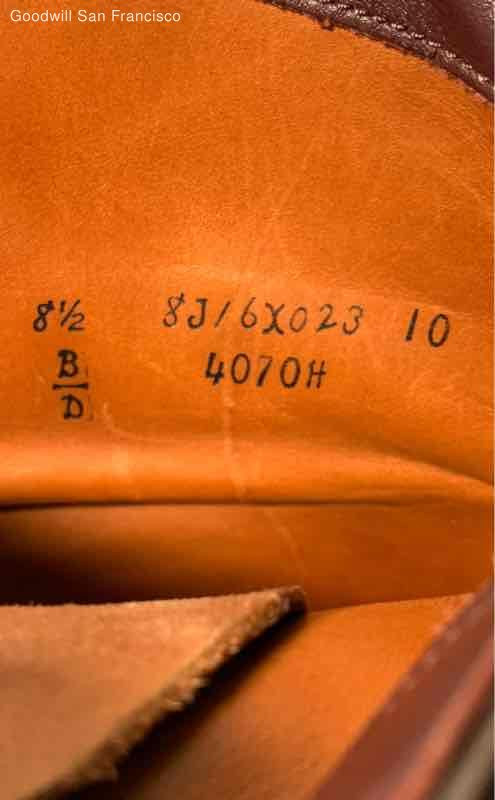 Goodwill San Francisco
8½ 8J16X023 10
B 4070H
D